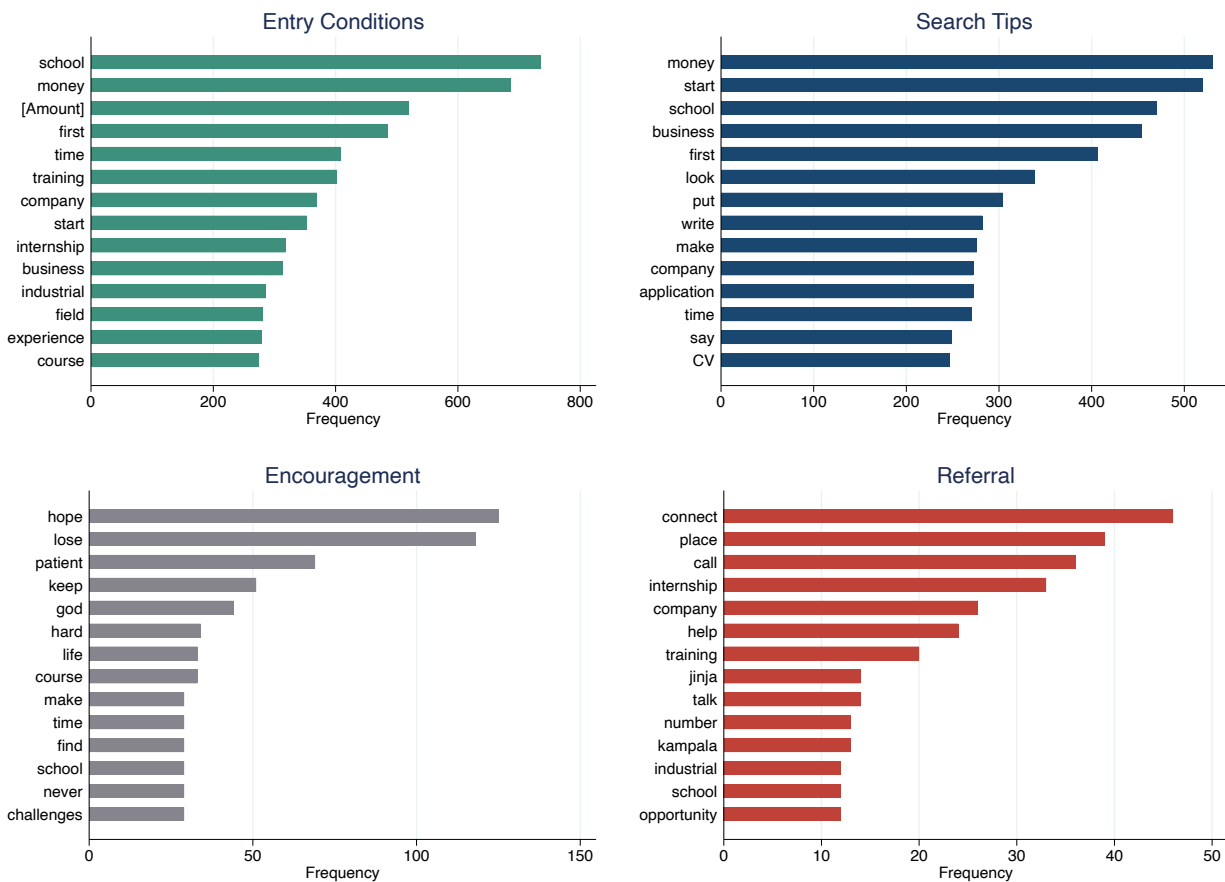 Entry Conditions
school
money
[Amount]
first
time
training
company
start
internship
business
industrial
field
experience
course
0 200 400 600 800
Frequency
Search Tips
money
start
school
business
first
look
put
write
make
company
application
time
say
CV
0 100 200 300 400 500
Frequency
Encouragement
hope
lose
patient
keep
god
hard
life
course
make
time
find
school
never
challenges
0 50 100 150
Frequency
Referral
connect
place
call
internship
company
help
training
jinja
talk
number
kampala
industrial
school
opportunity
0 10 20 30 40 50
Frequency